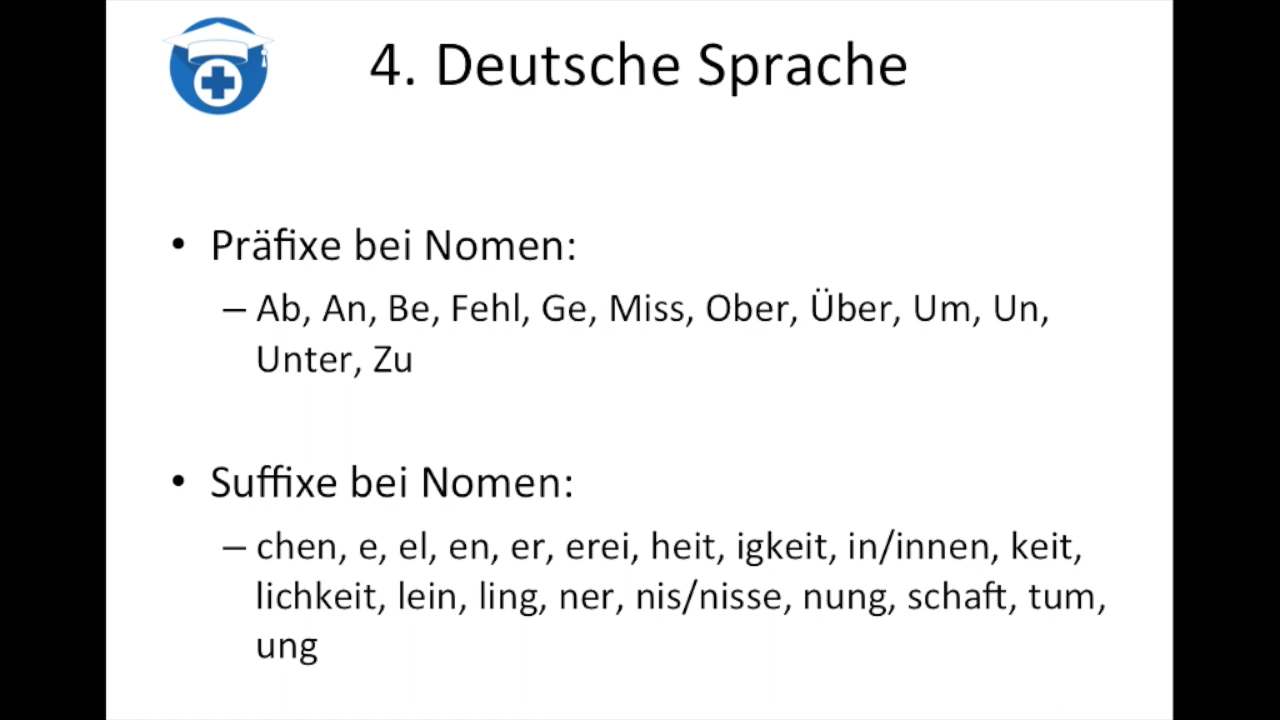 4. Deutsche Sprache
• Präfixe bei Nomen:
– Ab, An, Be, Fehl, Ge, Miss, Ober, Über, Um, Un,
Unter, Zu
• Suffixe bei Nomen:
– chen, e, el, en, er, erei, heit, igkeit, in/innen, keit,
lichkeit, lein, ling, ner, nis/nisse, nung, schaft, tum,
ung